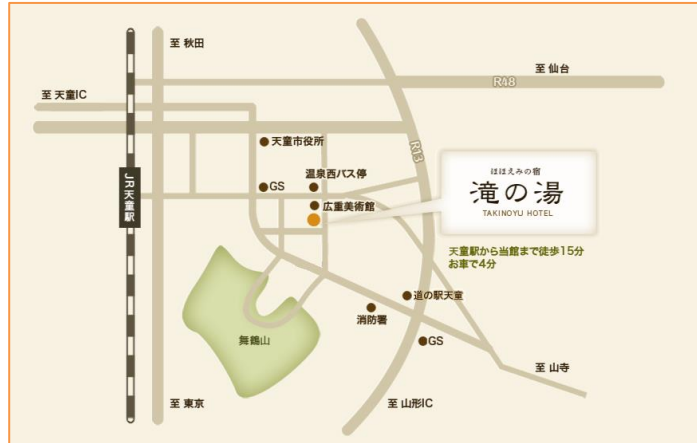 至 秋田
至 仙台
R48
至 天童IC
天童市役所
R13
温泉西バス停
GS
広重美術館
JR天童駅
ほほえみの宿
滝の湯
TAKINOYU HOTEL
天童駅から当館まで徒歩15分
お車で4分
道の駅天童
消防署
舞鶴山
GS
至 山寺
至 東京
至 山形IC